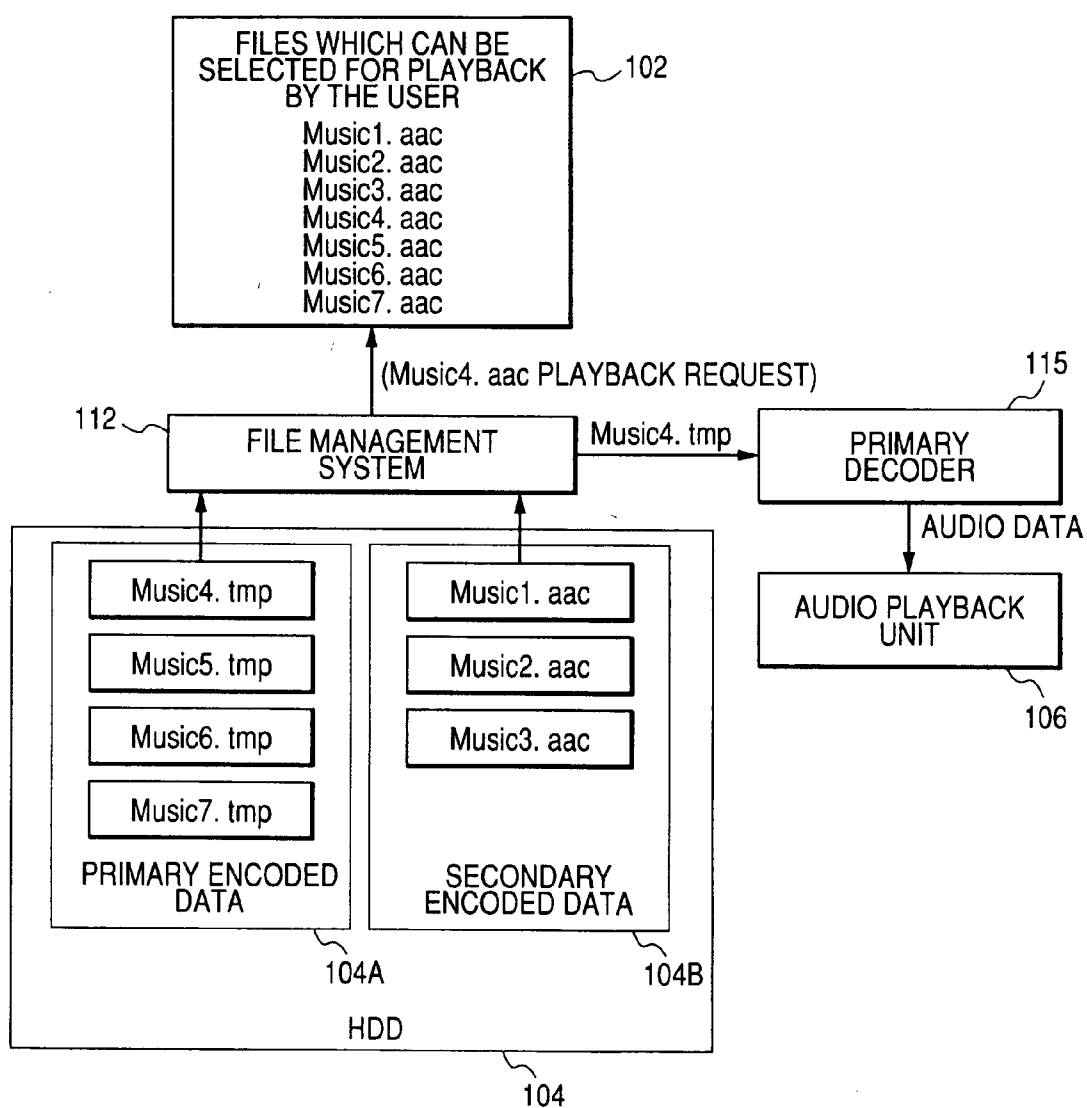 FILES WHICH CAN BE
SELECTED FOR PLAYBACK
BY THE USER
Music1. aac
Music2. aac
Music3. aac
Music4. aac
Music5. aac
Music6. aac
Music7. aac
102
(Music4. aac PLAYBACK REQUEST)
112
FILE MANAGEMENT
SYSTEM
Music4. tmp
115
PRIMARY
DECODER
AUDIO DATA
AUDIO PLAYBACK
UNIT
106
Music4. tmp
Music5. tmp
Music6. tmp
Music7. tmp
PRIMARY ENCODED
DATA
104A
Music1. aac
Music2. aac
Music3. aac
SECONDARY
ENCODED DATA
104B
HDD
104